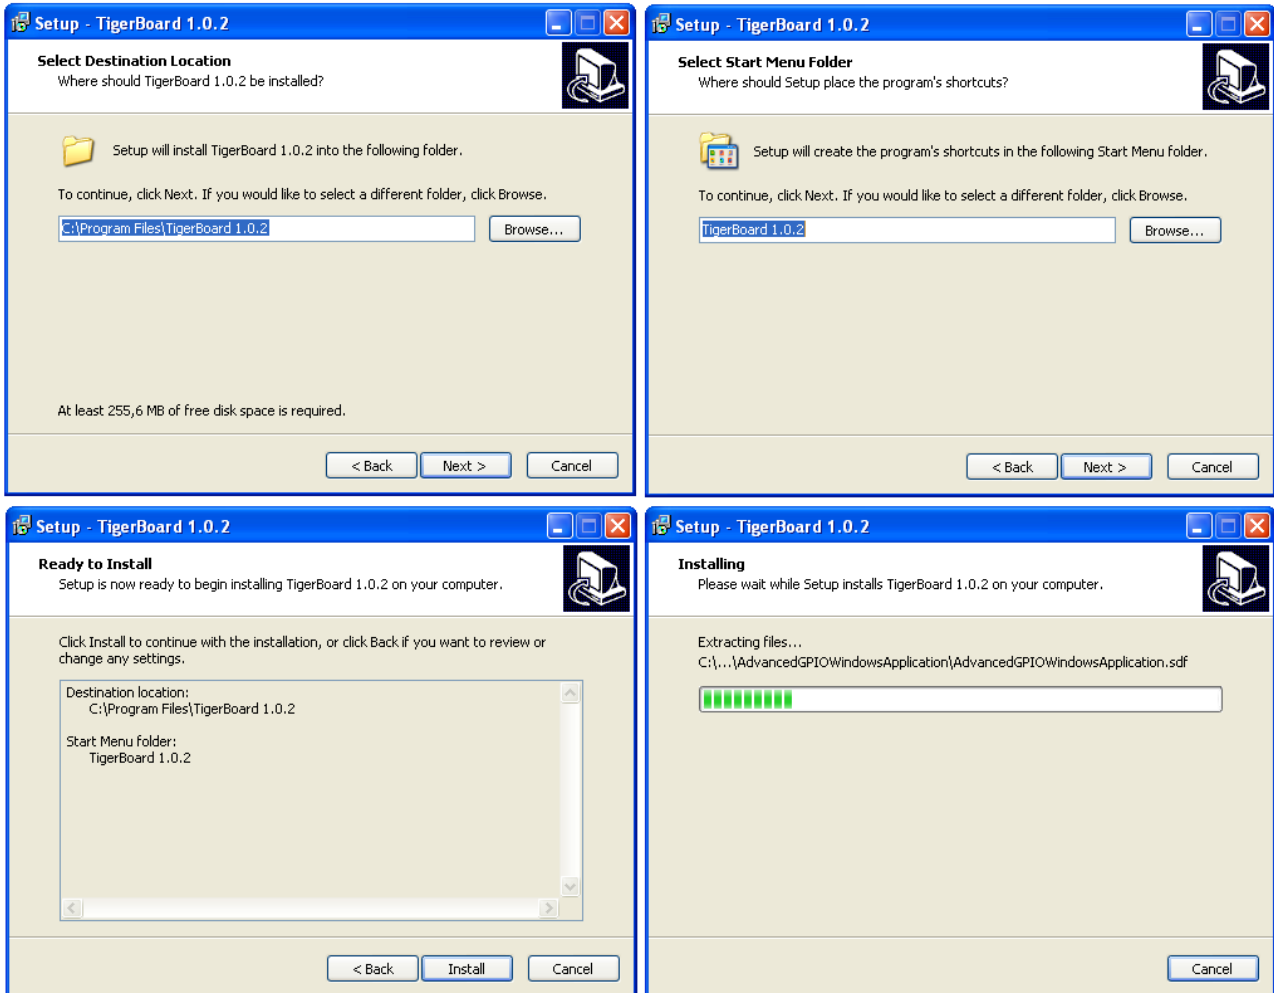 Setup - TigerBoard 1.0.2
Select Destination Location
Where should TigerBoard 1.0.2 be installed?
Setup will install TigerBoard 1.0.2 into the following folder.
To continue, click Next. If you would like to select a different folder, click Browse.
C:\Program Files\TigerBoard 1.0.2
Browse...
At least 255,6 MB of free disk space is required.
< Back
Next >
Cancel
Setup - TigerBoard 1.0.2
Select Start Menu Folder
Where should Setup place the program's shortcuts?
Setup will create the program's shortcuts in the following Start Menu folder.
To continue, click Next. If you would like to select a different folder, click Browse.
TigerBoard 1.0.2
Browse...
< Back
Next >
Cancel
Setup - TigerBoard 1.0.2
Ready to Install
Setup is now ready to begin installing TigerBoard 1.0.2 on your computer.
Click Install to continue with the installation, or click Back if you want to review or
change any settings.
Destination location:
C:\Program Files\TigerBoard 1.0.2
Start Menu folder:
TigerBoard 1.0.2
< Back
Install
Cancel
Setup - TigerBoard 1.0.2
Installing
Please wait while Setup installs TigerBoard 1.0.2 on your computer.
Extracting files...
C:\...\AdvancedGPIOWindowsApplication\AdvancedGPIOWindowsApplication.sdf
Cancel